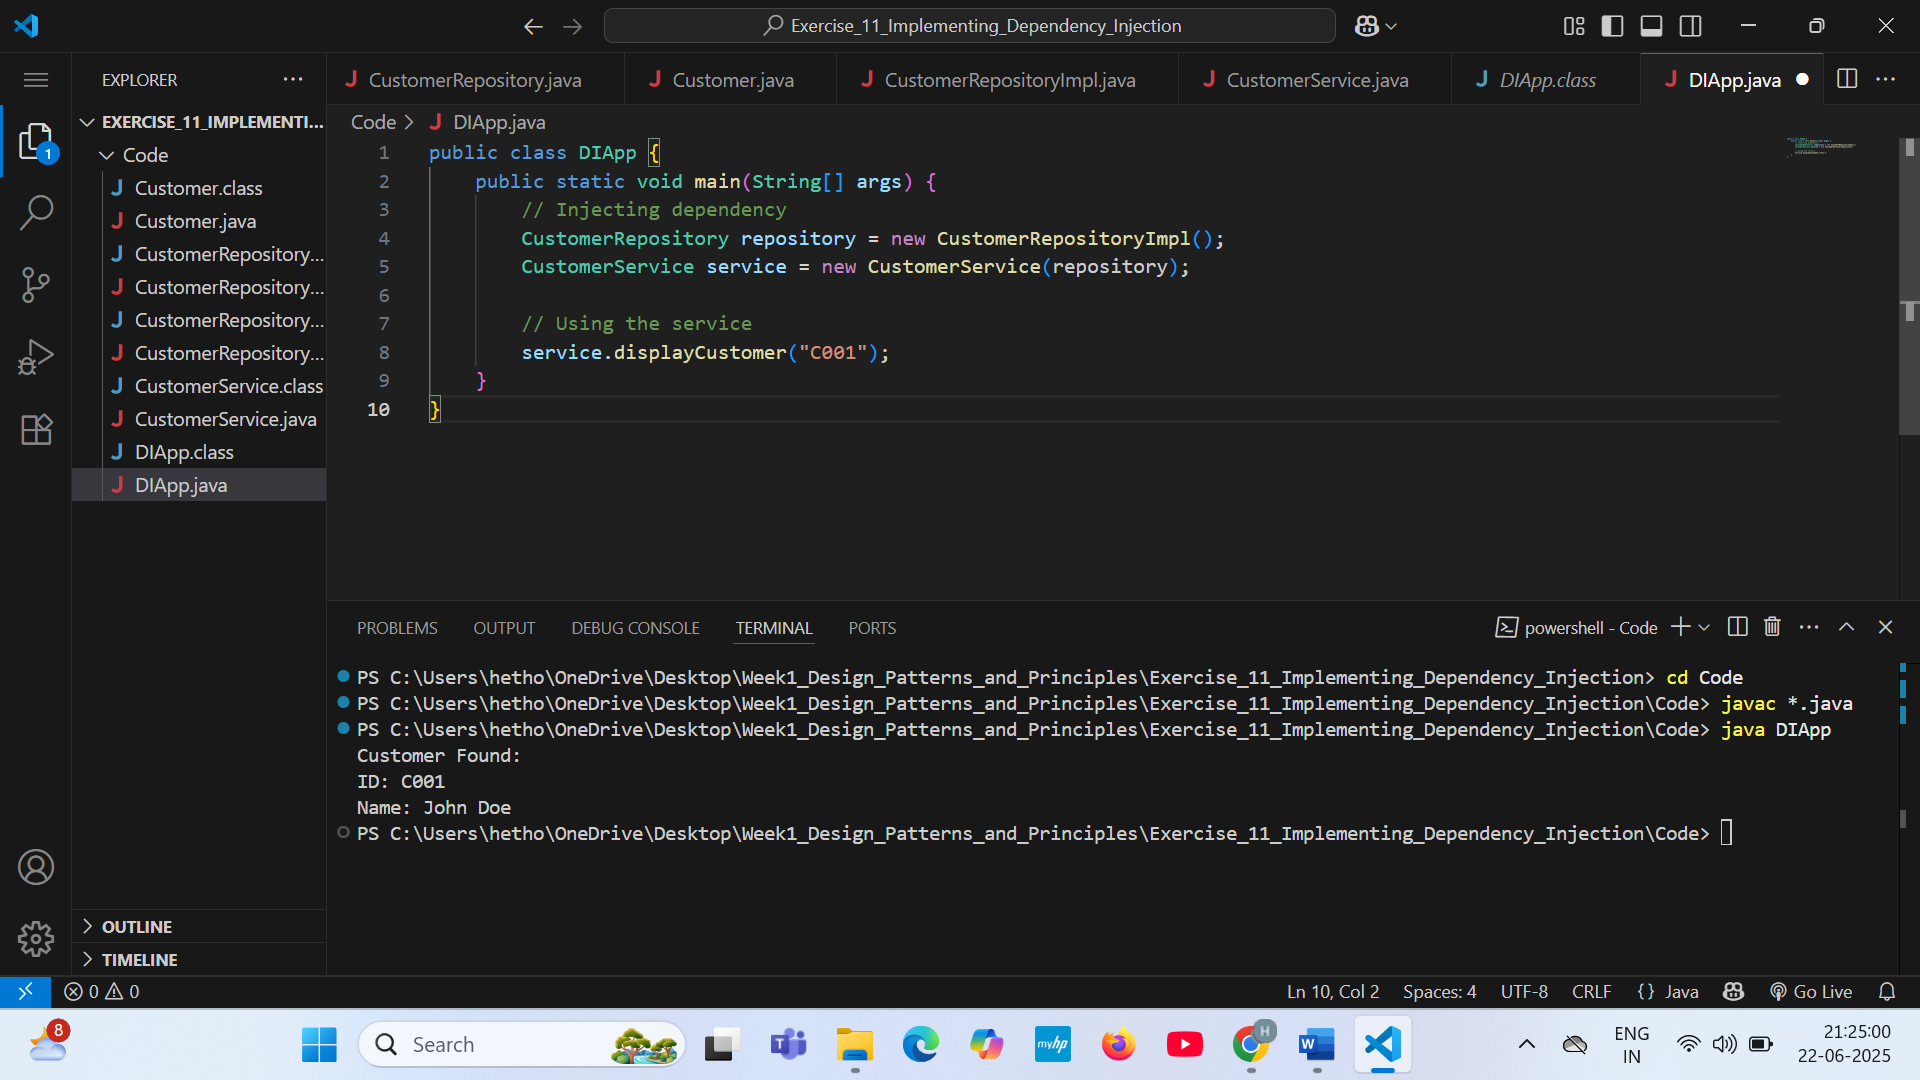 Exercise_11_Implementing_Dependency_Injection
EXPLORER
CustomerRepository.java
Customer.java
CustomerRepositoryImpl.java
CustomerService.java
DIApp.class
DIApp.java
EXERCISE_11_IMPLEMENTI...
Code
Customer.class
Customer.java
CustomerRepository...
CustomerRepository...
CustomerRepository...
CustomerRepository...
CustomerService.class
CustomerService.java
DIApp.class
DIApp.java
OUTLINE
TIMELINE
1
Code > DIApp.java
1 public class DIApp {
2 public static void main(String[] args) {
3 // Injecting dependency
4 CustomerRepository repository = new CustomerRepositoryImpl();
5 CustomerService service = new CustomerService(repository);
6
7 // Using the service
8 service.displayCustomer("C001");
9 }
10 }
PROBLEMS OUTPUT DEBUG CONSOLE TERMINAL PORTS
powershell - Code
PS C:\Users\hetho\OneDrive\Desktop\Week1_Design_Patterns_and_Principles\Exercise_11_Implementing_Dependency_Injection> cd Code
PS C:\Users\hetho\OneDrive\Desktop\Week1_Design_Patterns_and_Principles\Exercise_11_Implementing_Dependency_Injection\Code> javac *.java
PS C:\Users\hetho\OneDrive\Desktop\Week1_Design_Patterns_and_Principles\Exercise_11_Implementing_Dependency_Injection\Code> java DIApp
Customer Found:
ID: C001
Name: John Doe
PS C:\Users\hetho\OneDrive\Desktop\Week1_Design_Patterns_and_Principles\Exercise_11_Implementing_Dependency_Injection\Code>
0 0
Ln 10, Col 2 Spaces: 4 UTF-8 CRLF {} Java Go Live
8
Search
T
myhp
H
W
ENG
IN
21:25:00
22-06-2025